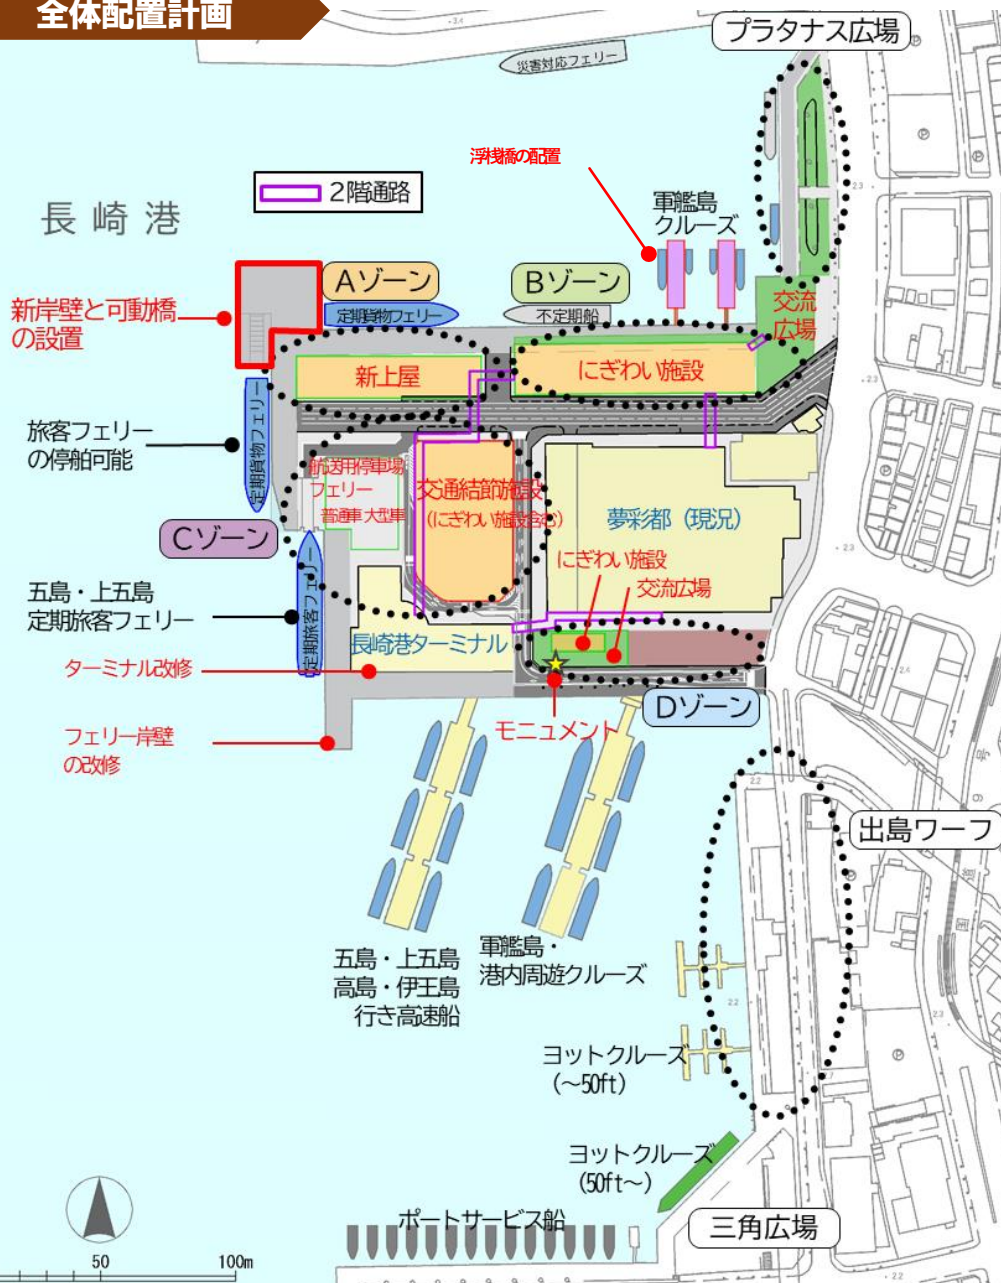 全体配置計画
プラタナス広場
災害対応フェリー
浮桟橋の配置
2階通路
長崎港
軍艦島
クルーズ
Aゾーン
Bゾーン
定期貨物フェリー
不定期船
交流
広場
新岸壁と可動橋
の設置
新上屋
にぎわい施設
旅客フェリー
の停舶可能
定期貨物フェリー
航送用停車場
フェリー
普通車 大型車
交通結節施設
(にぎわい施設含む)
夢彩都(現況)
Cゾーン
にぎわい施設
交流広場
五島・上五島
定期旅客フェリー
定期旅客フェリー
長崎港ターミナル
ターミナル改修
Dゾーン
モニュメント
フェリー岸壁
の改修
出島ワーフ
五島・上五島
高島・伊王島
行き高速船
軍艦島・
港内周遊クルーズ
ヨットクルーズ
(~50ft)
ヨットクルーズ
(50ft~)
ポートサービス船
三角広場
50
100m